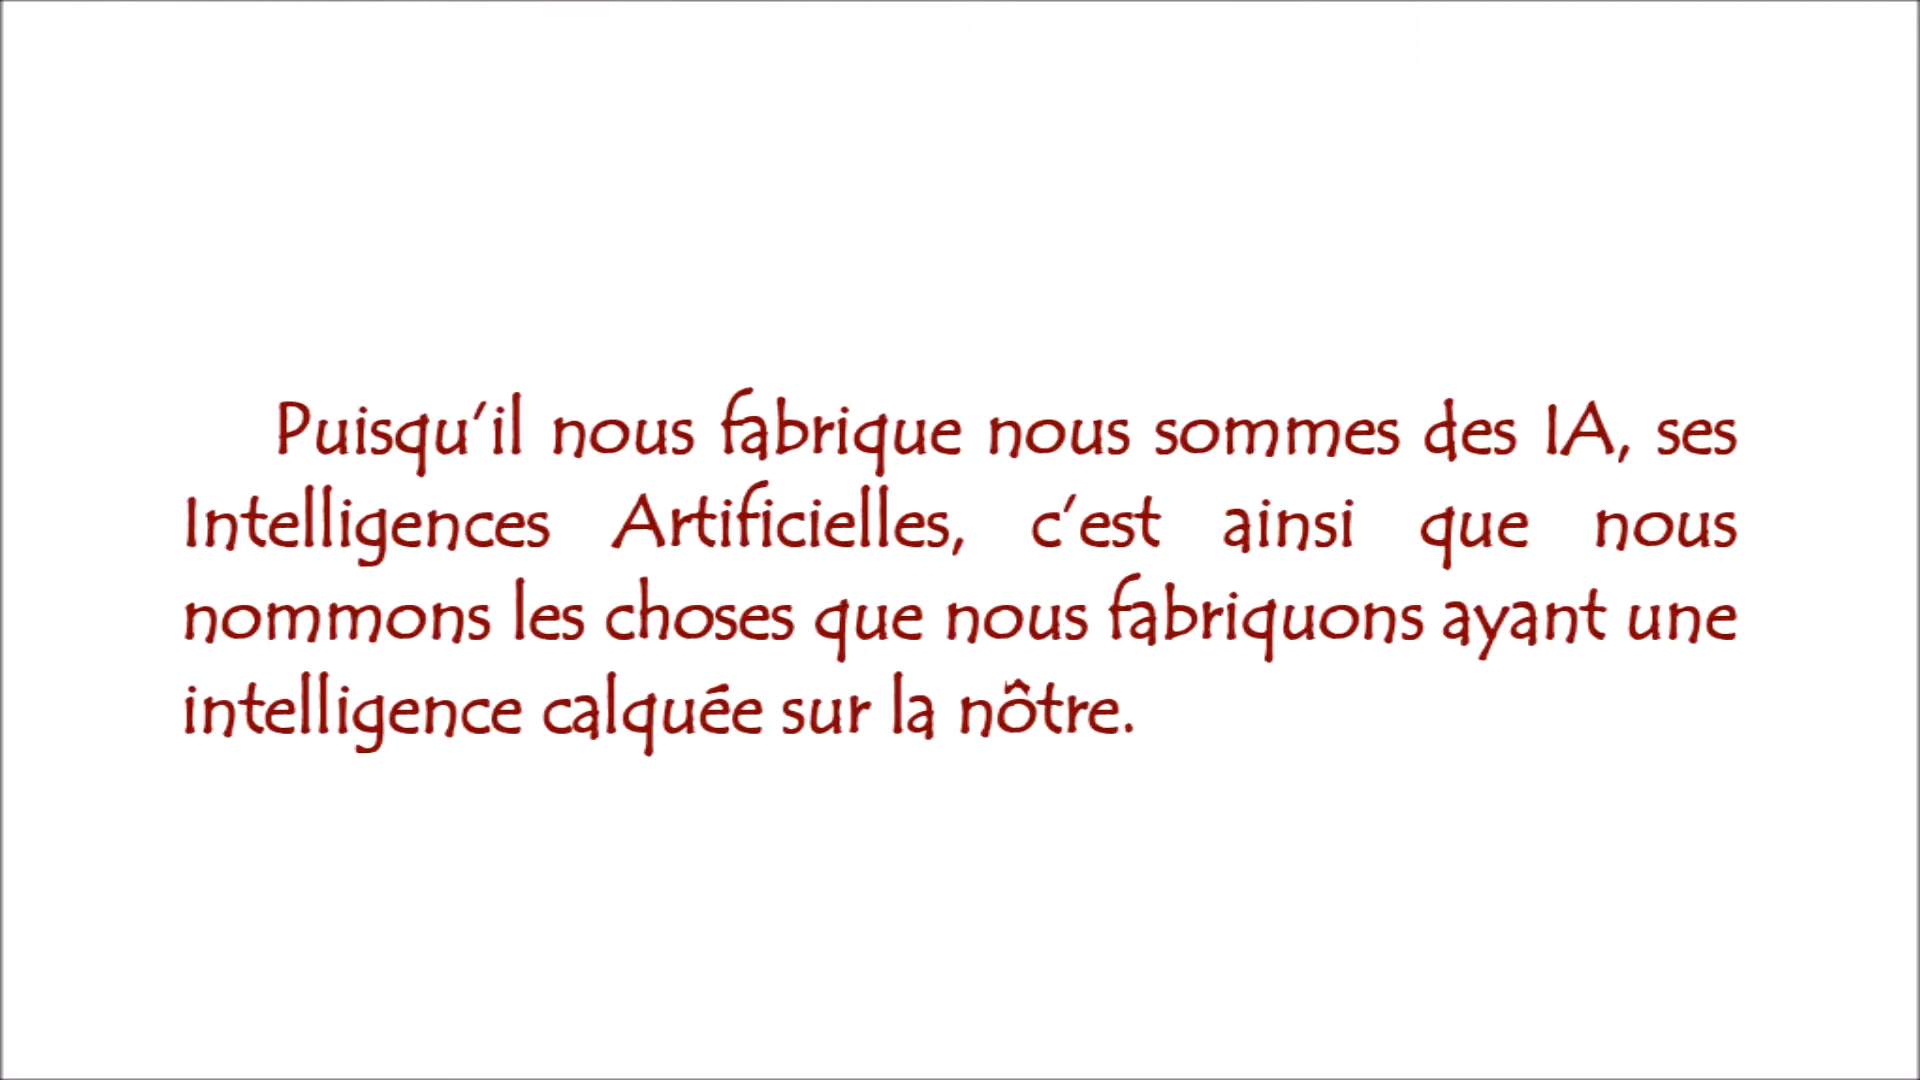 Puisqu’il nous fabrique nous sommes des IA, ses
Intelligences Artificielles, c’est ainsi que nous
nommons les choses que nous fabriquons ayant une
intelligence calquée sur la nôtre.